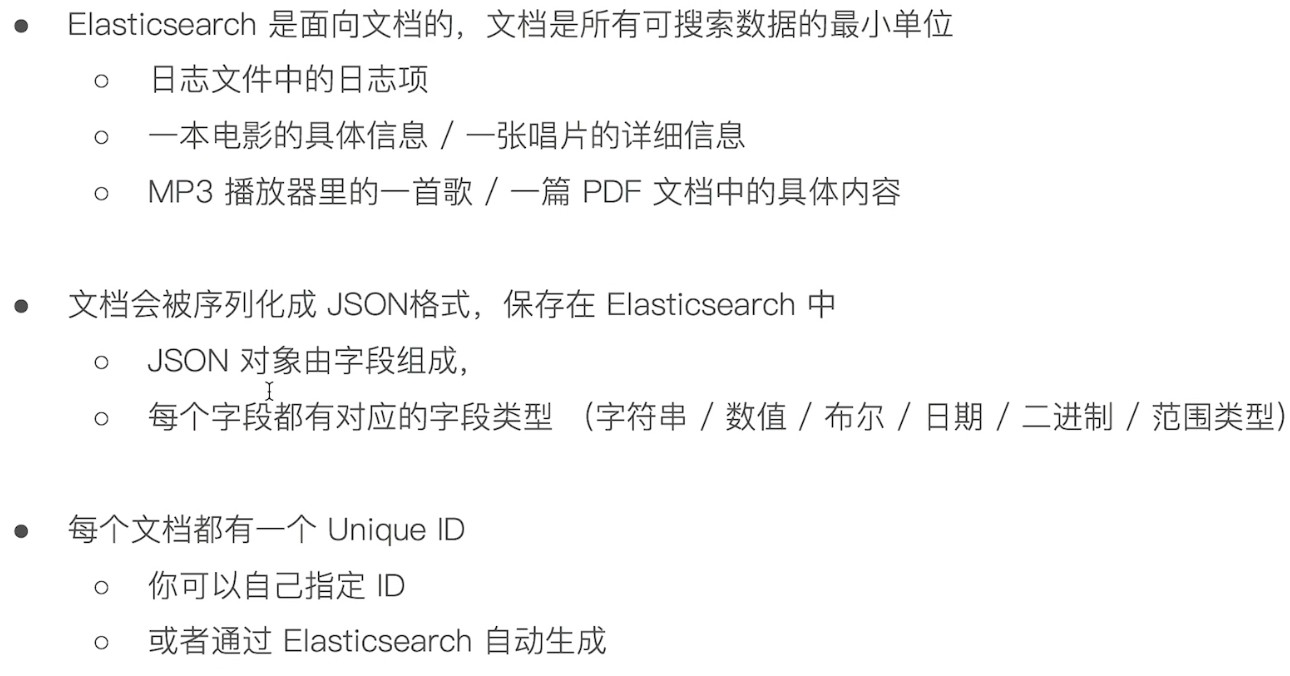 ● Elasticsearch 是面向文档的，文档是所有可搜索数据的最小单位
○ 日志文件中的日志项
○ 一本电影的具体信息 / 一张唱片的详细信息
○ MP3 播放器里的一首歌 / 一篇 PDF 文档中的具体内容
● 文档会被序列化成 JSON格式，保存在 Elasticsearch 中
○ JSON 对象由字段组成，
○ 每个字段都有对应的字段类型 （字符串 / 数值 / 布尔 / 日期 / 二进制 / 范围类型）
● 每个文档都有一个 Unique ID
○ 你可以自己指定 ID
○ 或者通过 Elasticsearch 自动生成